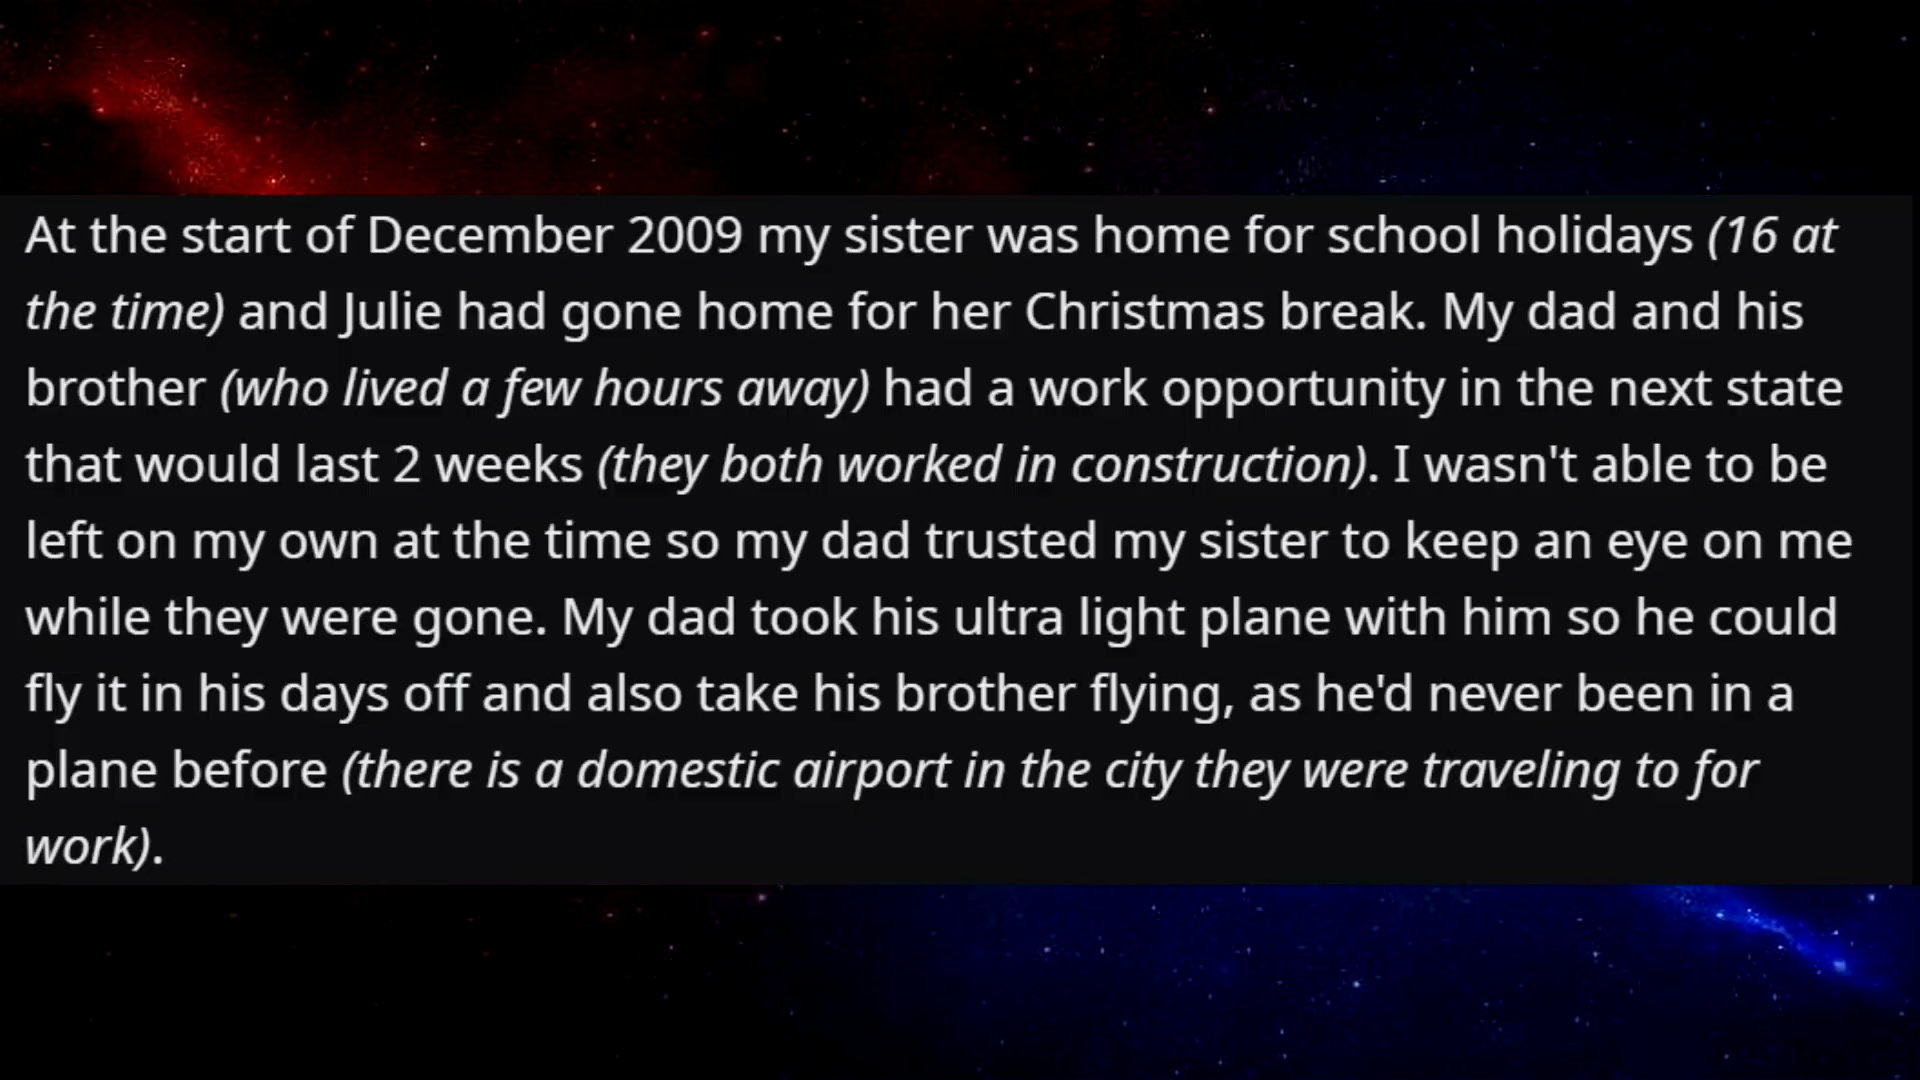 At the start of December 2009 my sister was home for school holidays (16 at
the time) and Julie had gone home for her Christmas break. My dad and his
brother (who lived a few hours away) had a work opportunity in the next state
that would last 2 weeks (they both worked in construction). I wasn't able to be
left on my own at the time so my dad trusted my sister to keep an eye on me
while they were gone. My dad took his ultra light plane with him so he could
fly it in his days off and also take his brother flying, as he'd never been in a
plane before (there is a domestic airport in the city they were traveling to for
work).